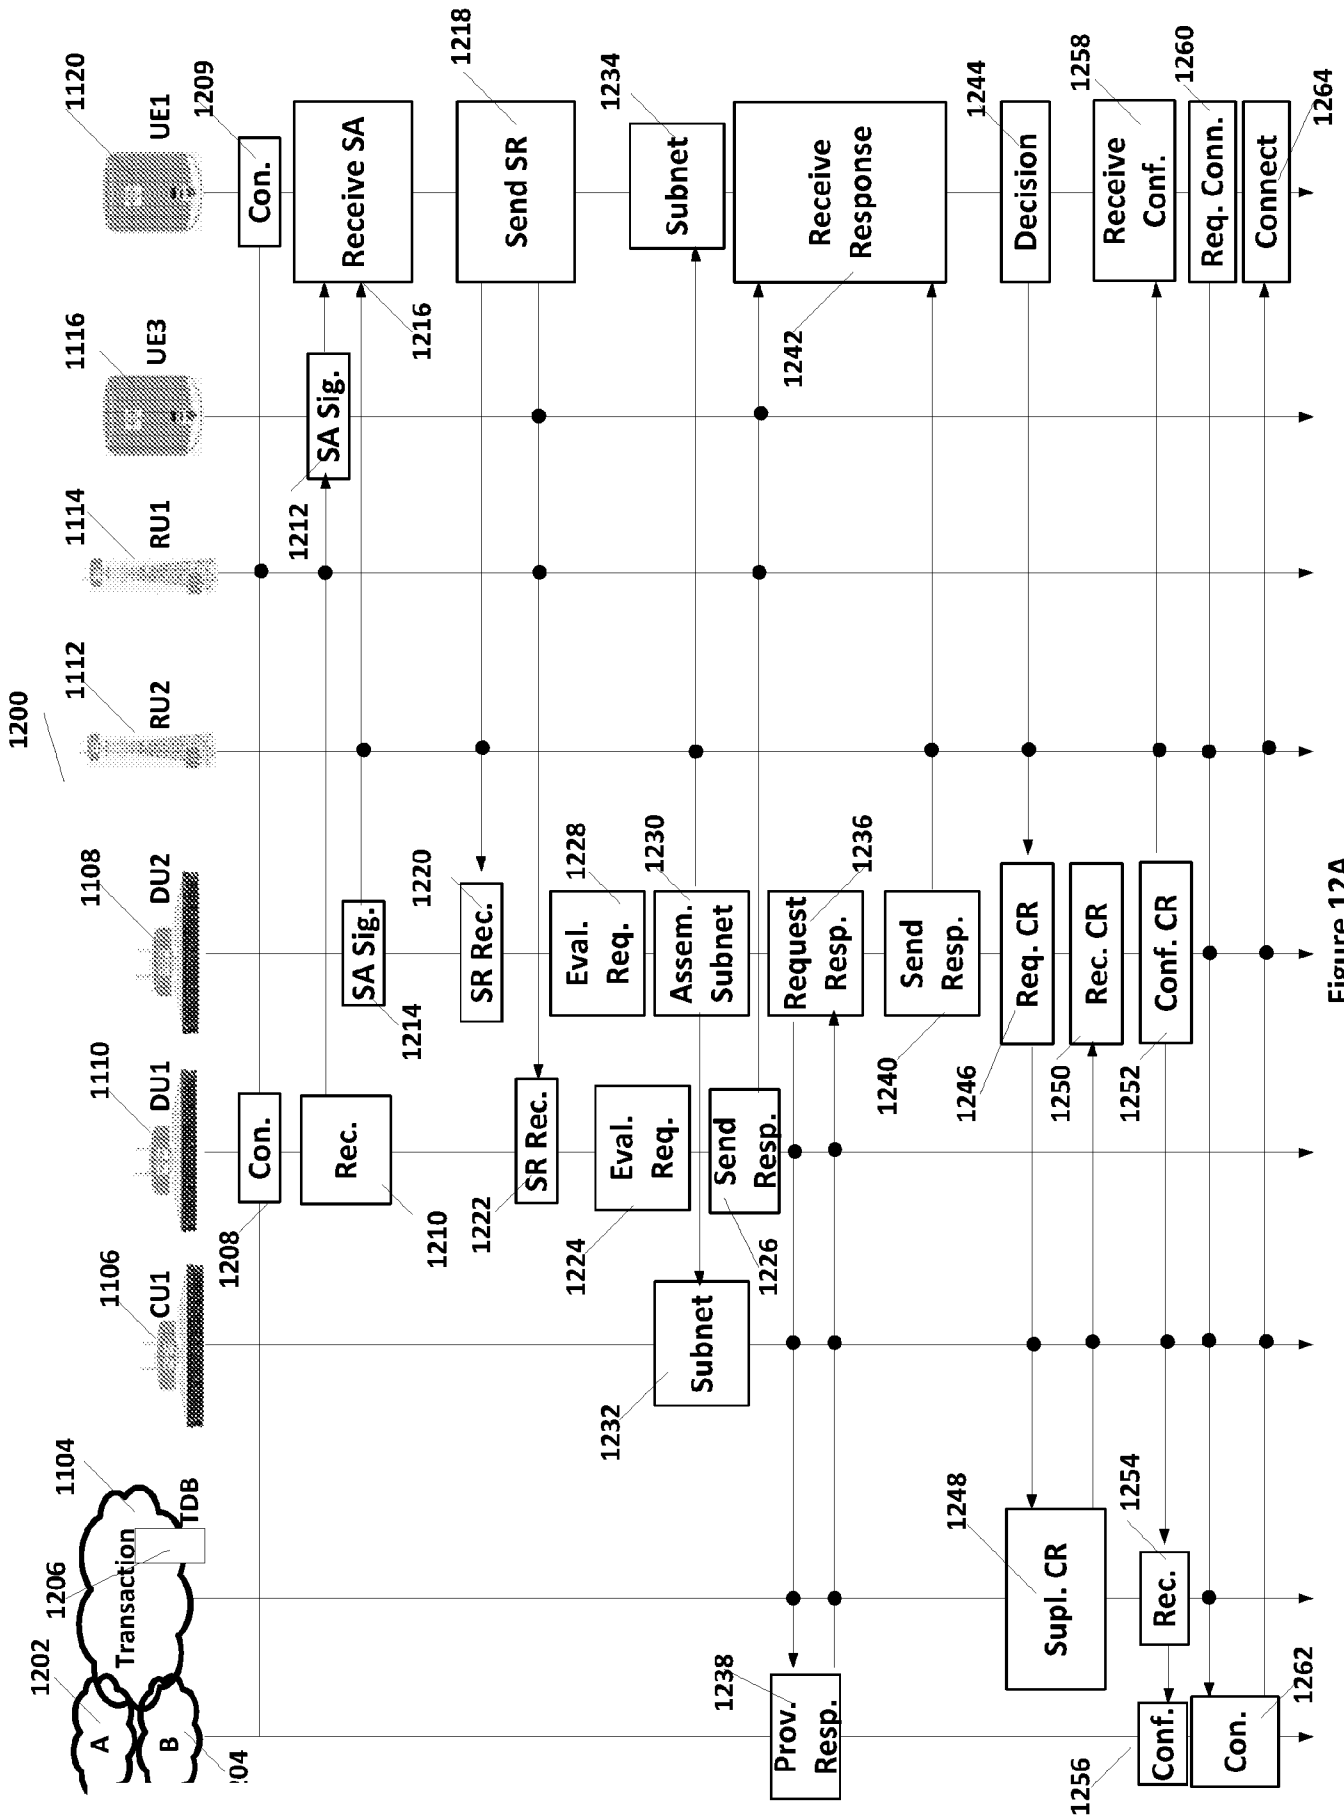 1200
A
1202
B
204
Transaction
1206
TDB
1104
CU1
1106
DU1
1110
DU2
1108
RU2
1112
RU1
1114
UE3
1116
UE1
1120
1208
Con.
Con.
1209
Rec.
1210
SA Sig.
1212
SA Sig.
1214
Receive SA
1216
Send SR
1218
SR Rec.
1220
SR Rec.
1222
Eval.
Req.
1224
Eval.
Req.
1228
Send
Resp.
1226
Assem.
Subnet
1230
Subnet
1232
Subnet
1234
Request
Resp.
1236
Prov.
Resp.
1238
Send
Resp.
1240
Receive
Response
1242
Decision
1244
Req. CR
1246
Supl. CR
1248
Rec. CR
1250
Conf. CR
1252
Rec.
1254
Conf.
1256
Receive
Conf.
1258
Req. Conn.
1260
Con.
1262
Connect
1264
Figure 12A